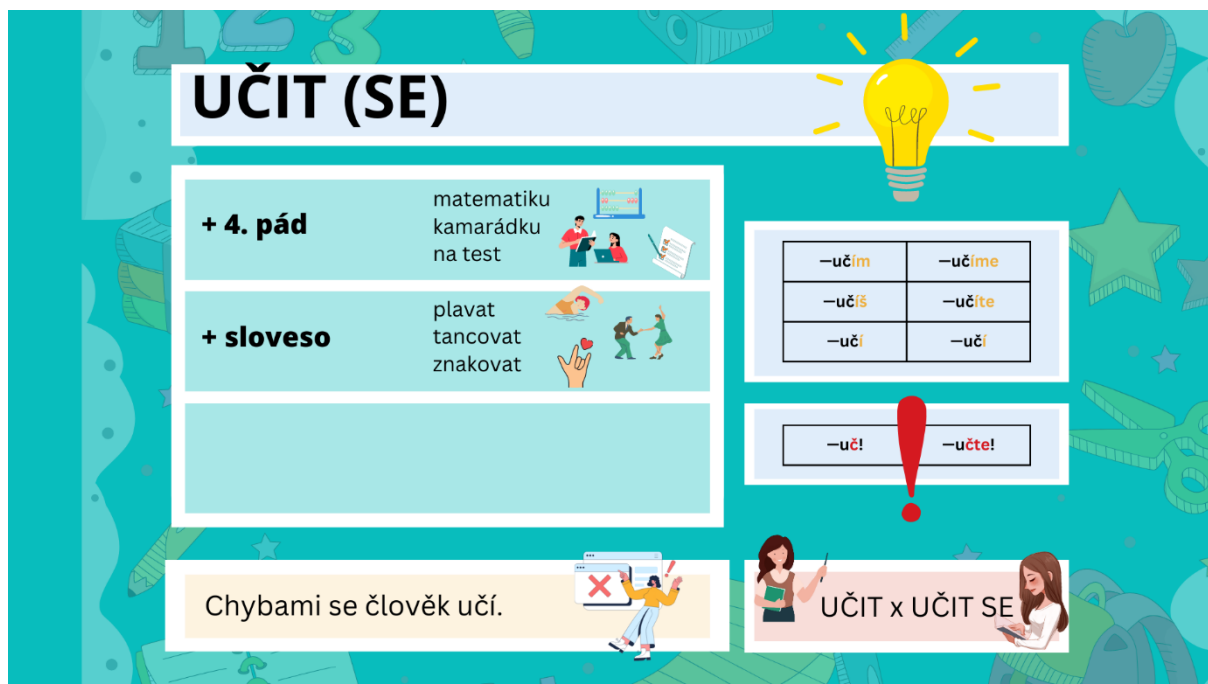 UČIT (SE)
+ 4. pád
matematiku
kamarádku
na test
+ sloveso
plavat
tancovat
znakovat
–učím –učíme
–učíš –učíte
–učí –učí
–uč! –učte!
Chybami se člověk učí.
UČIT x UČIT SE